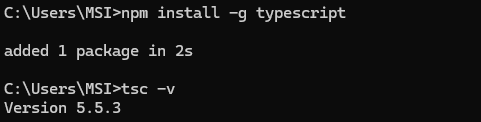 C:\Users\MSI>npm install -g typescript
added 1 package in 2s
C:\Users\MSI>tsc -v
Version 5.5.3